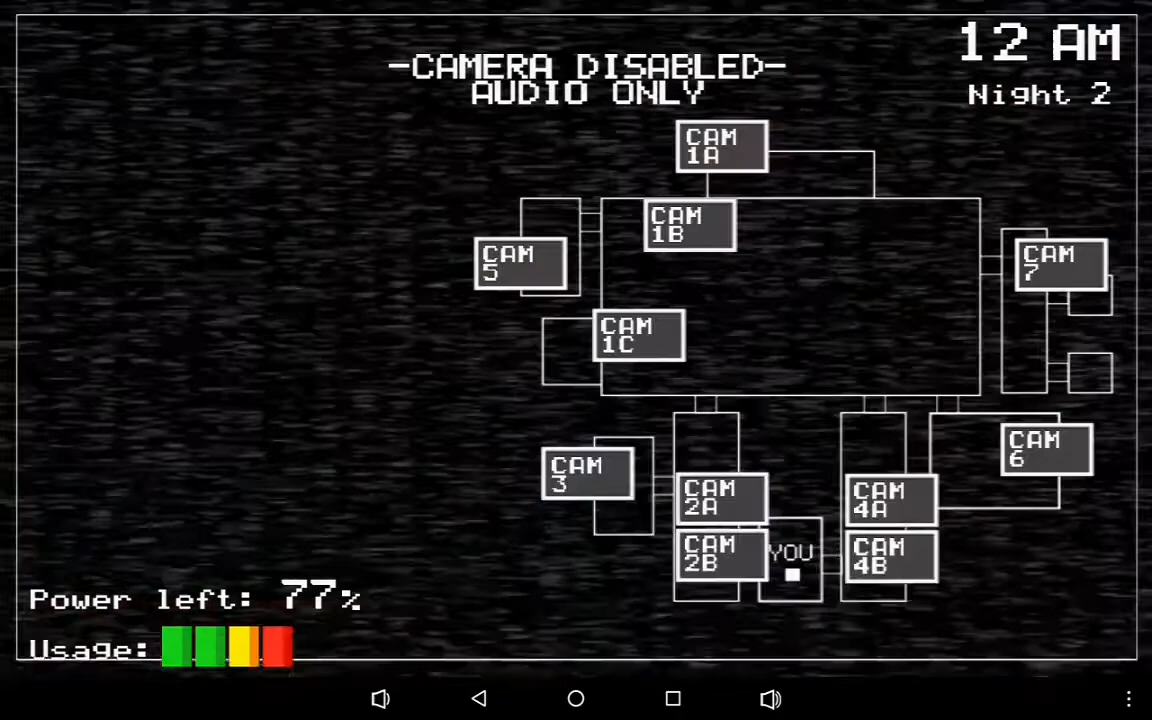 12 AM
Night 2
-CAMERA DISABLED-
AUDIO ONLY
CAM
1A
CAM
1B
CAM
5
CAM
7
CAM
1C
CAM
6
CAM
3
CAM
2A
CAM
4A
CAM
2B
YOU
CAM
4B
Power left: 77%
Usage: